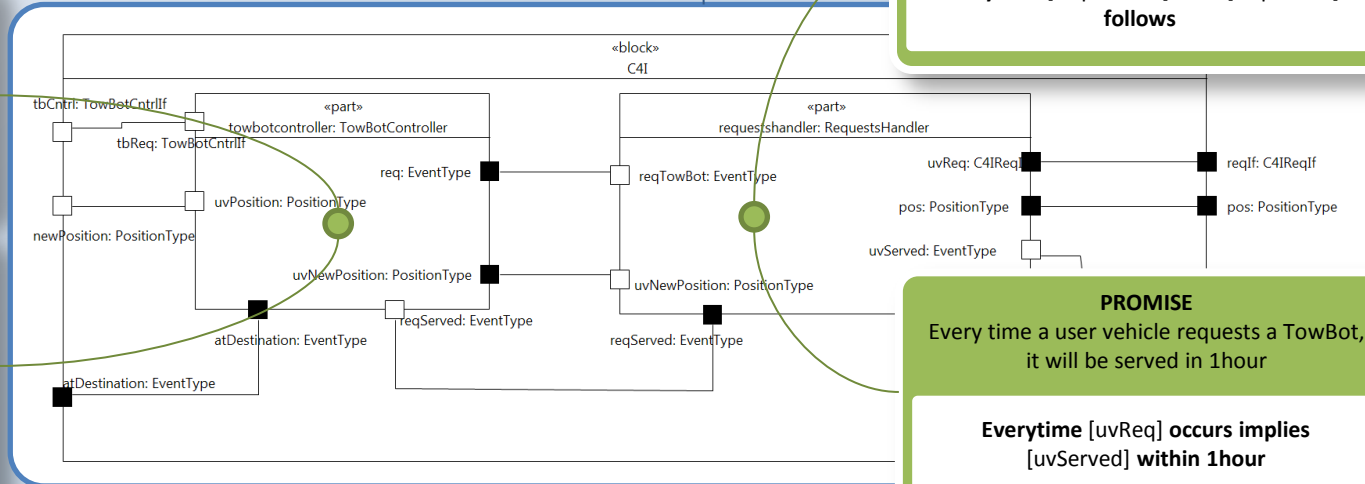 follows
«block»
C4I
tbCntrl: TowBotCntrlIf
«part»
towbotcontroller: TowBotController
tbReq: TowBotCntrlIf
req: EventType
uvPosition: PositionType
newPosition: PositionType
uvNewPosition: PositionType
reqServed: EventType
atDestination: EventType
atDestination: EventType
«part»
requestshandler: RequestsHandler
reqTowBot: EventType
uvReq: C4IReqI
reqIf: C4IReqIf
pos: PositionType
pos: PositionType
uvServed: EventType
uvNewPosition: PositionType
reqServed: EventType
PROMISE
Every time a user vehicle requests a TowBot,
it will be served in 1hour
Everytime [uvReq] occurs implies
[uvServed] within 1hour